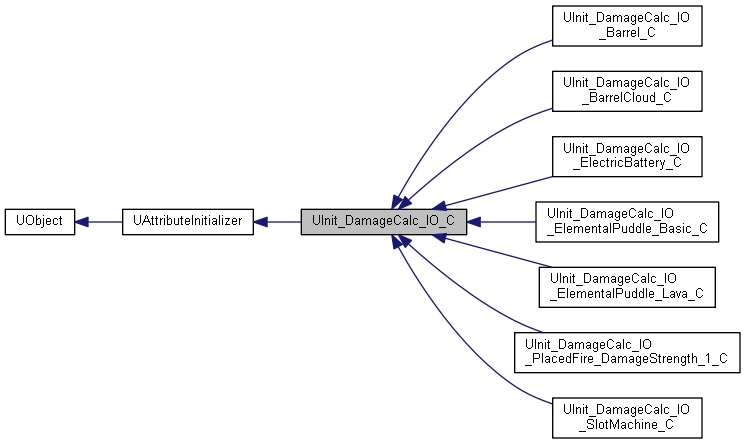 UInit_DamageCalc_IO
_Barrel_C
UInit_DamageCalc_IO
_BarrelCloud_C
UInit_DamageCalc_IO
_ElectricBattery_C
UObject
UAttributeInitializer
UInit_DamageCalc_IO_C
UInit_DamageCalc_IO
_ElementalPuddle_Basic_C
UInit_DamageCalc_IO
_ElementalPuddle_Lava_C
UInit_DamageCalc_IO
_PlacedFire_DamageStrength_1_C
UInit_DamageCalc_IO
_SlotMachine_C